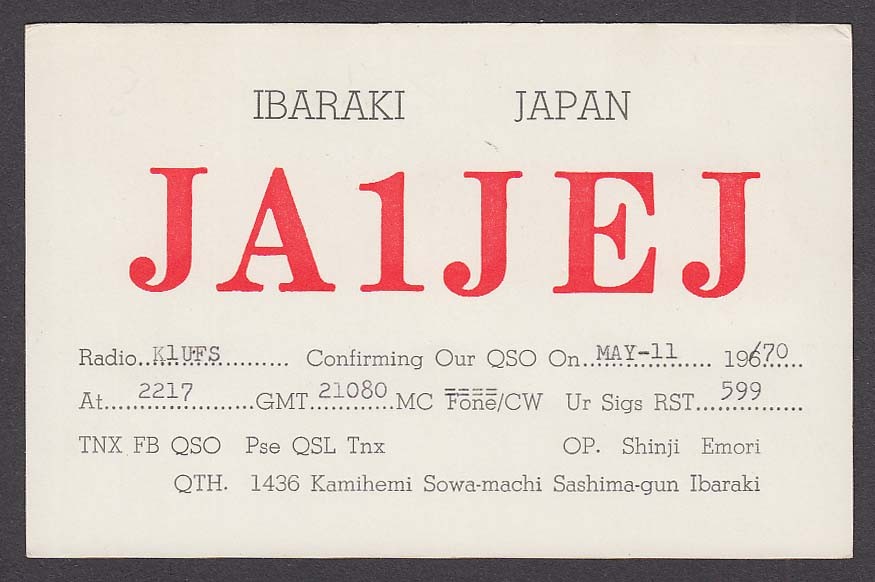 IBARAKI JAPAN
JA1JEJ
Radio..K1UFS.................... Confirming Our QSO On..MAY-11.................. 196/70......
At....2217....................GMT.21080..........MC Fone/CW Ur Sigs RST....599............
TNX FB QSO Pse QSL Tnx OP. Shinji Emori
QTH. 1436 Kamihemi Sowa-machi Sashima-gun Ibaraki